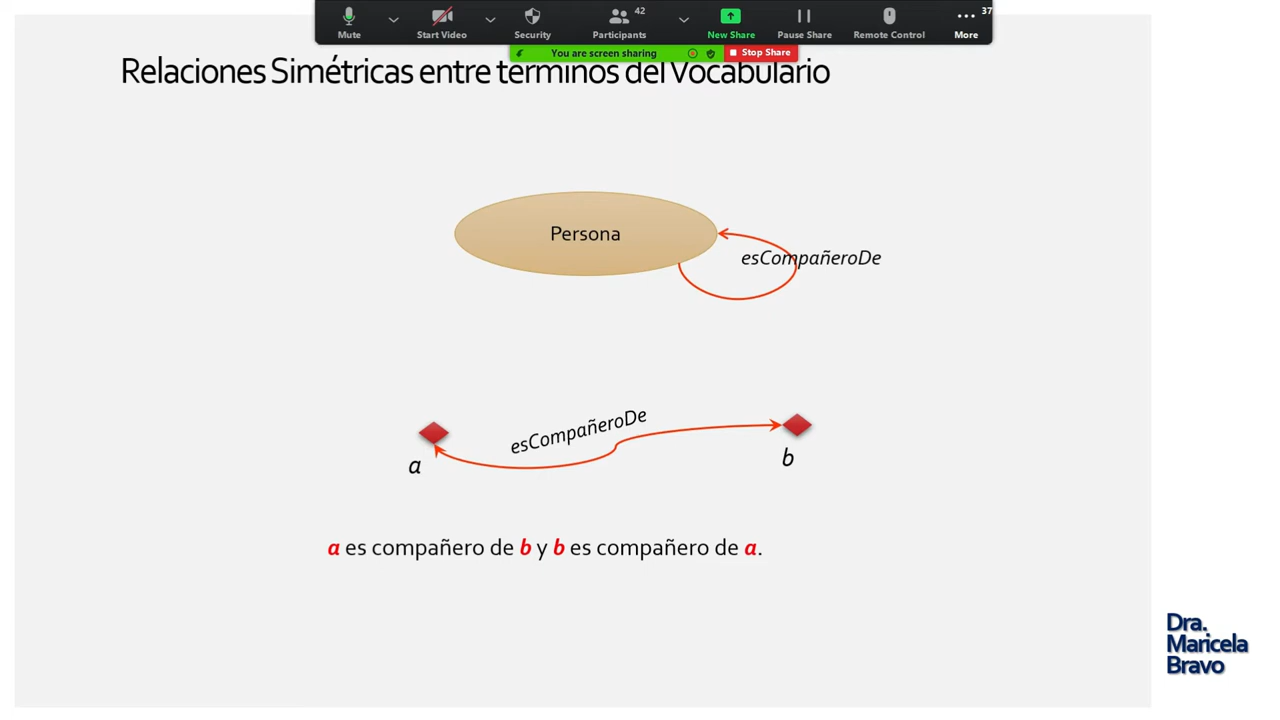 42
37
Mute
Start Video
Security
Participants
New Share
Pause Share
Remote Control
More
You are screen sharing
Stop Share
Relaciones Simétricas entre términos del Vocabulario
Persona
esCompañeroDe
esCompañeroDe
a
b
a es compañero de b y b es compañero de a.
Dra.
Maricela
Bravo